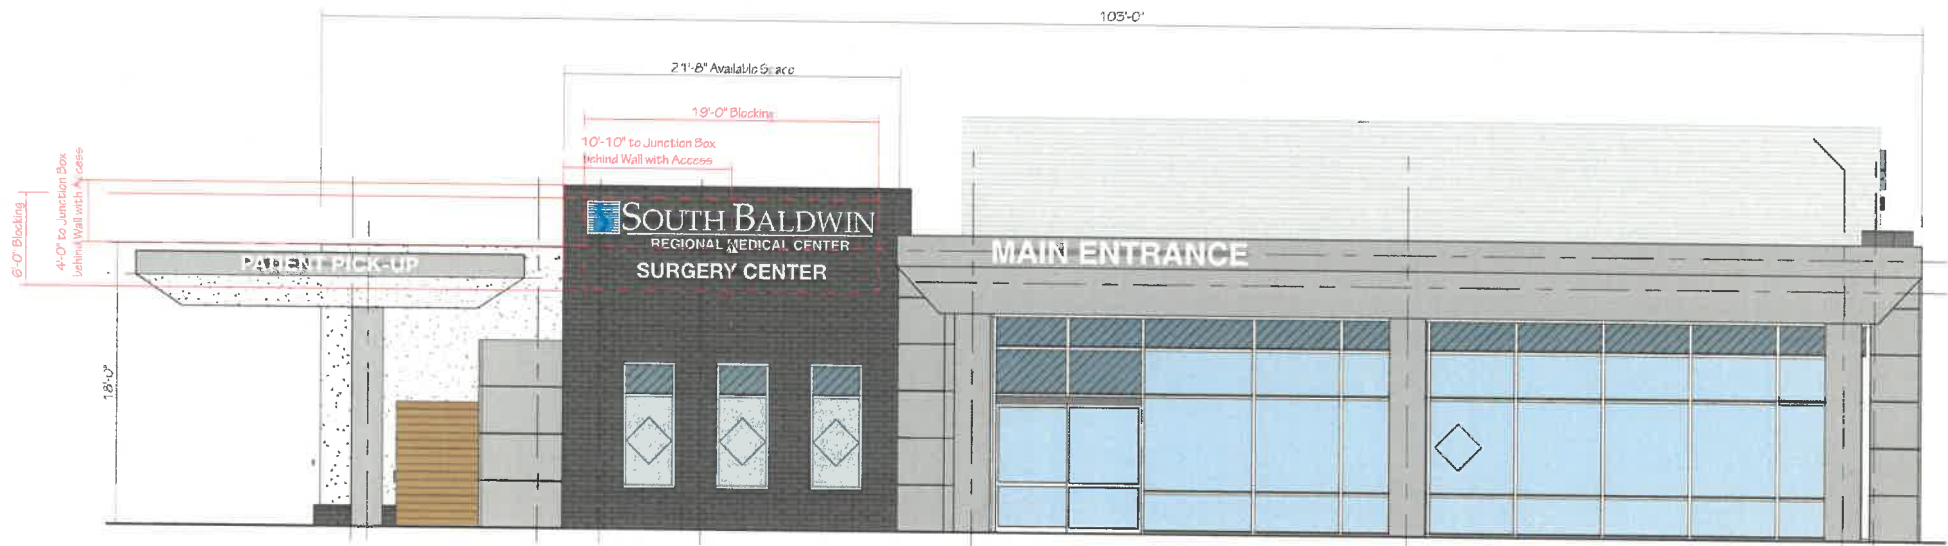 103'-0"
21'-8" Available Space
19'-0" Blocking
10'-10" to Junction Box
behind Wall with Access
6'-0" Blocking
4'-0" to Junction Box
behind Wall with Access
SOUTH BALDWIN
REGIONAL MEDICAL CENTER
SURGERY CENTER
PATIENT PICK-UP
MAIN ENTRANCE
18'-0"